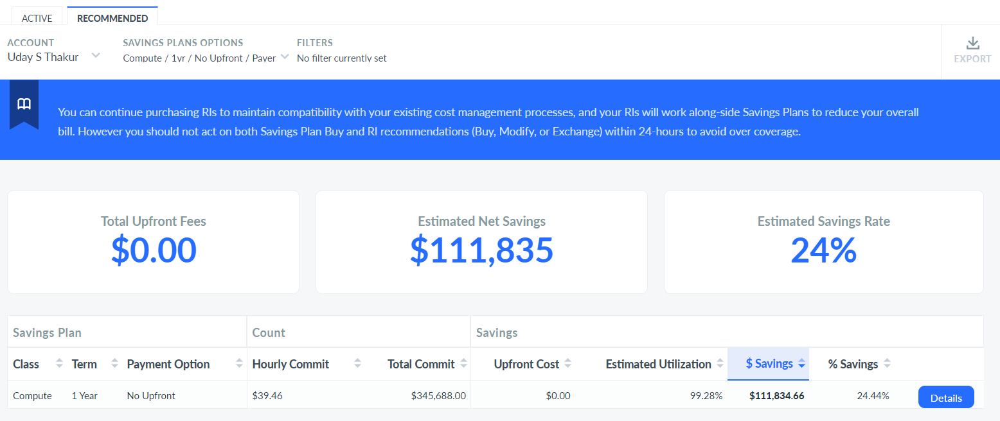 ACTIVE RECOMMENDED
ACCOUNT SAVINGS PLANS OPTIONS FILTERS
Uday S Thakur Compute / 1yr / No Upfront / Payer No filter currently set
EXPORT
You can continue purchasing RIs to maintain compatibility with your existing cost management processes, and your RIs will work along-side Savings Plans to reduce your overall
bill. However you should not act on both Savings Plan Buy and RI recommendations (Buy, Modify, or Exchange) within 24-hours to avoid over coverage.
Total Upfront Fees Estimated Net Savings Estimated Savings Rate
$0.00 $111,835 24%
Savings Plan Count Savings
Class Term Payment Option Hourly Commit Total Commit Upfront Cost Estimated Utilization $ Savings % Savings
Compute 1 Year No Upfront $39.46 $345,688.00 $0.00 99.28% $111,834.66 24.44% Details